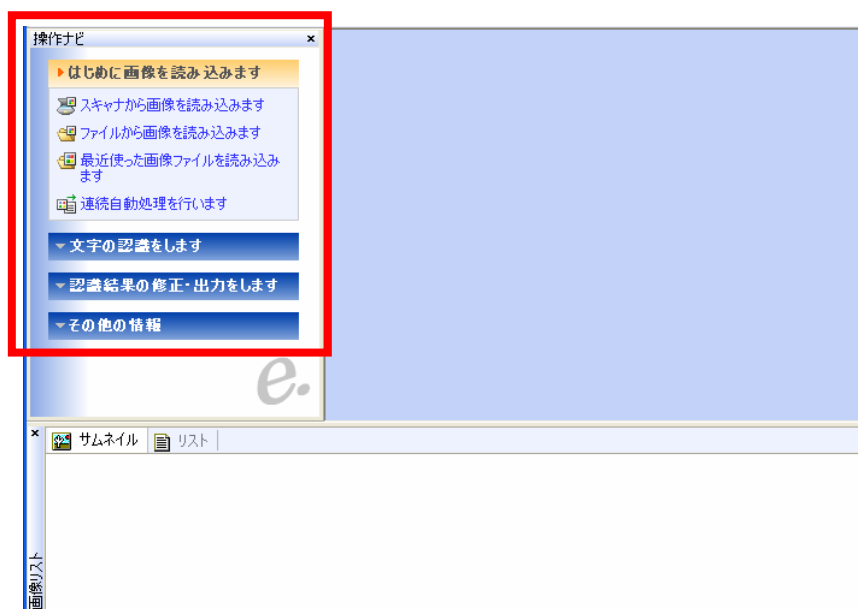 操作ナビ
はじめに画像を読み込みます
スキャナから画像を読み込みます
ファイルから画像を読み込みます
最近使った画像ファイルを読み込み
ます
連続自動処理を行います
文字の認識をします
認識結果の修正・出力をします
その他の情報
e.
サムネイル
リスト
画像リスト